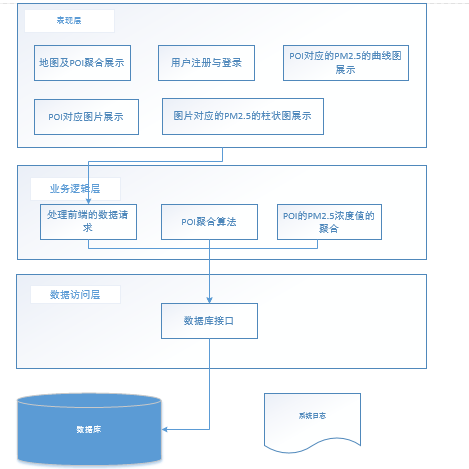 表现层
地图及POI聚合展示
用户注册与登录
POI对应的PM2.5的曲线图
展示
POI对应图片展示
图片对应的PM2.5的柱状图展示
业务逻辑层
处理前端的数据请
求
POI聚合算法
POI的PM2.5浓度值的
聚合
数据访问层
数据库接口
数据库
系统日志